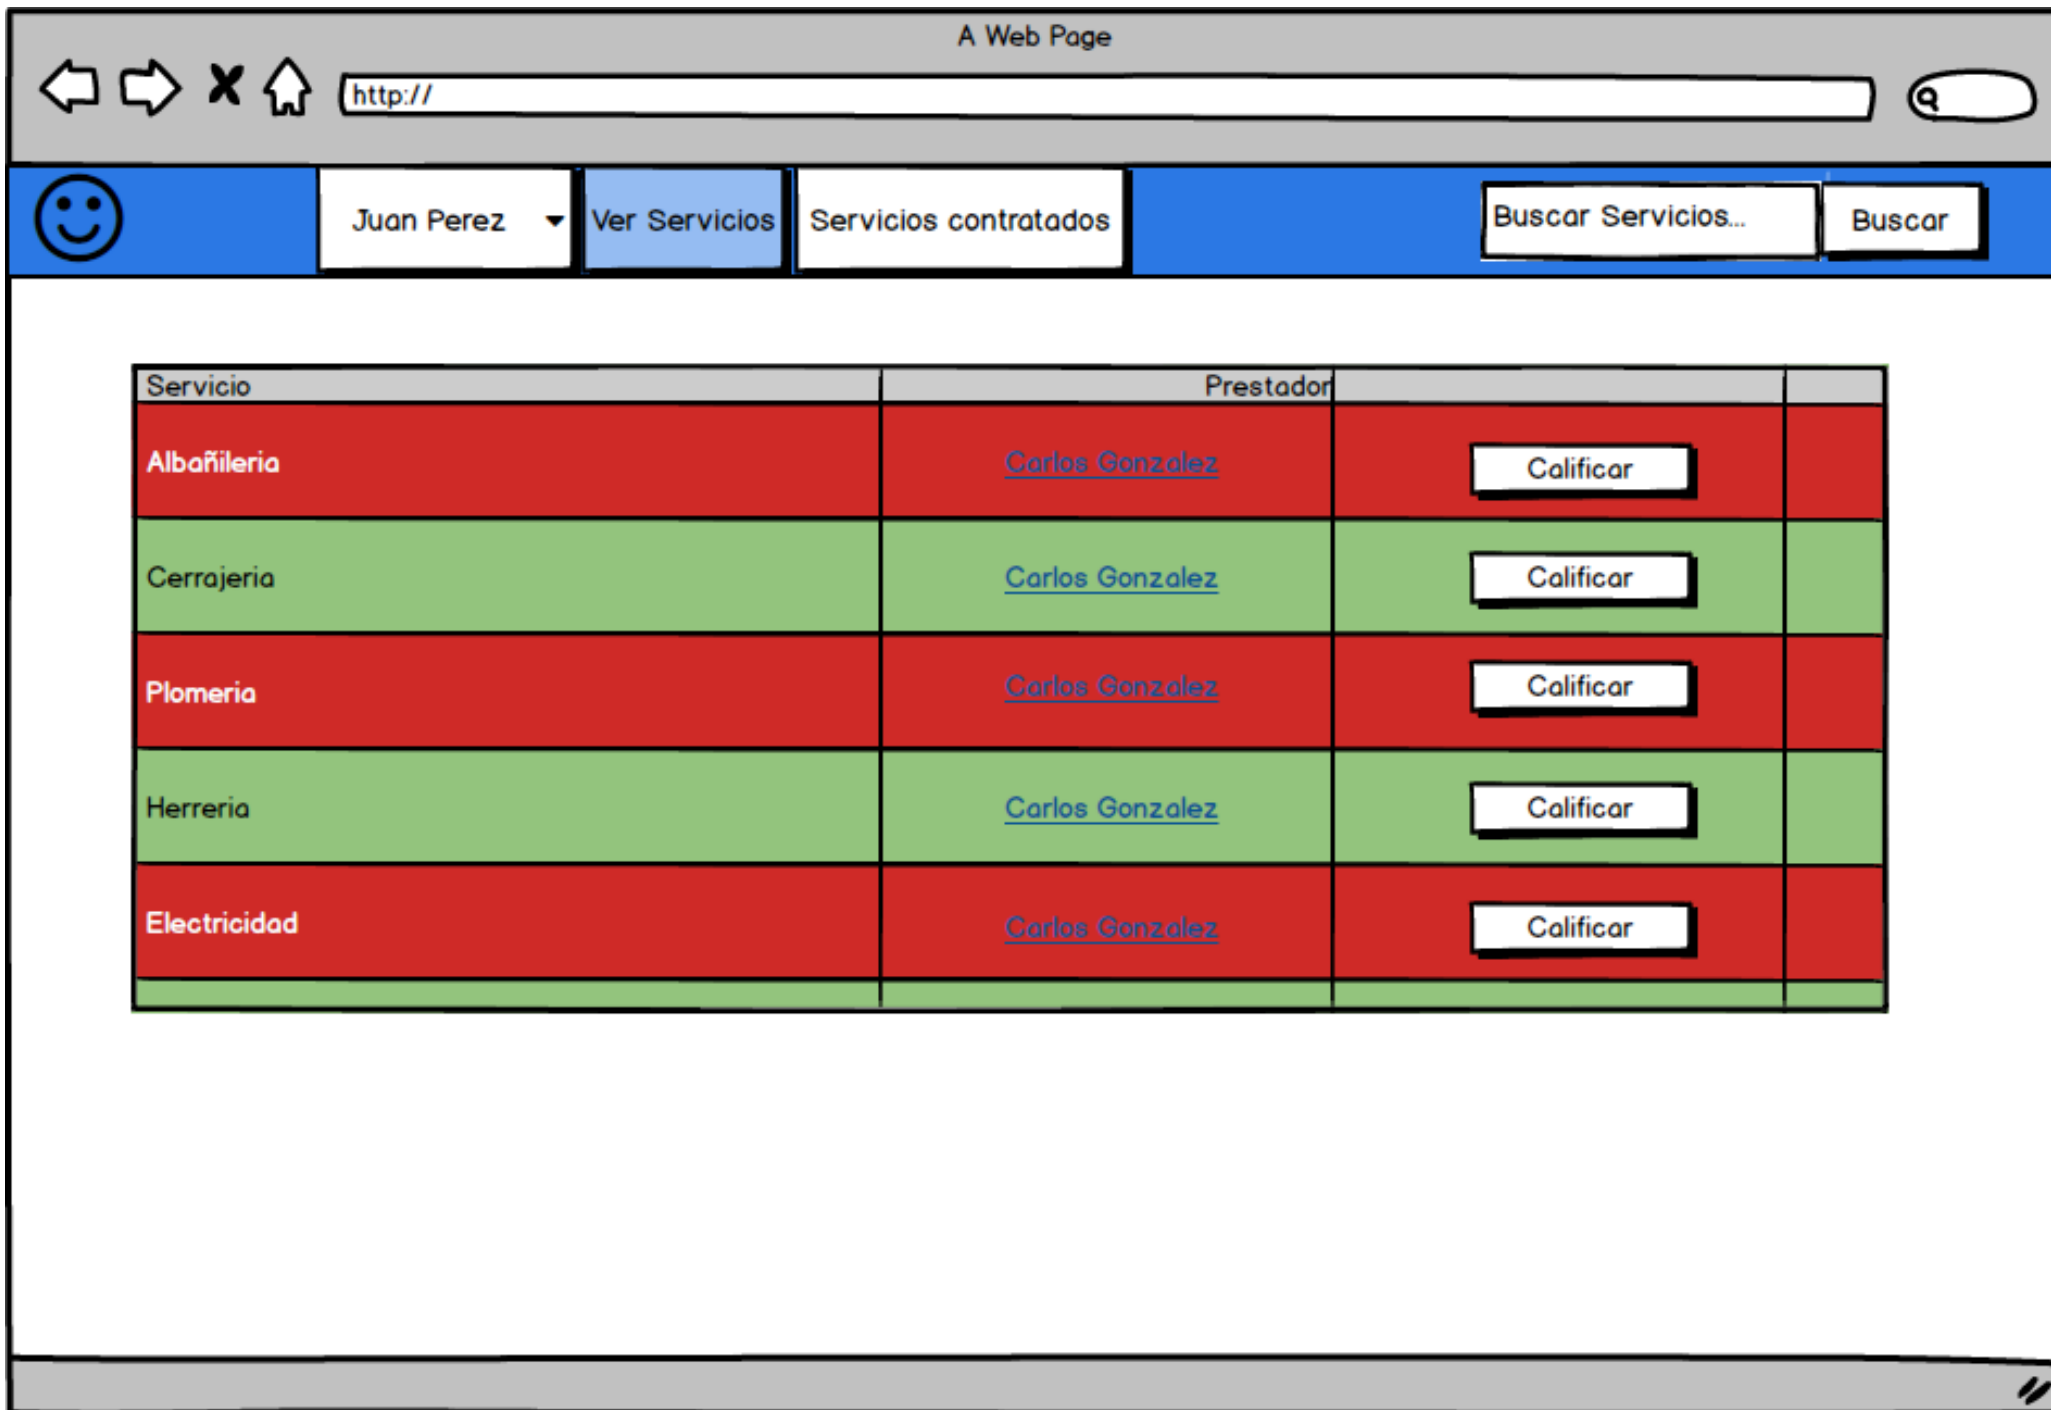 A Web Page
http://
Juan Perez Ver Servicios Servicios contratados Buscar Servicios... Buscar
Servicio Prestador
Albañileria Carlos Gonzalez Calificar
Cerrajeria Carlos Gonzalez Calificar
Plomeria Carlos Gonzalez Calificar
Herreria Carlos Gonzalez Calificar
Electricidad Carlos Gonzalez Calificar